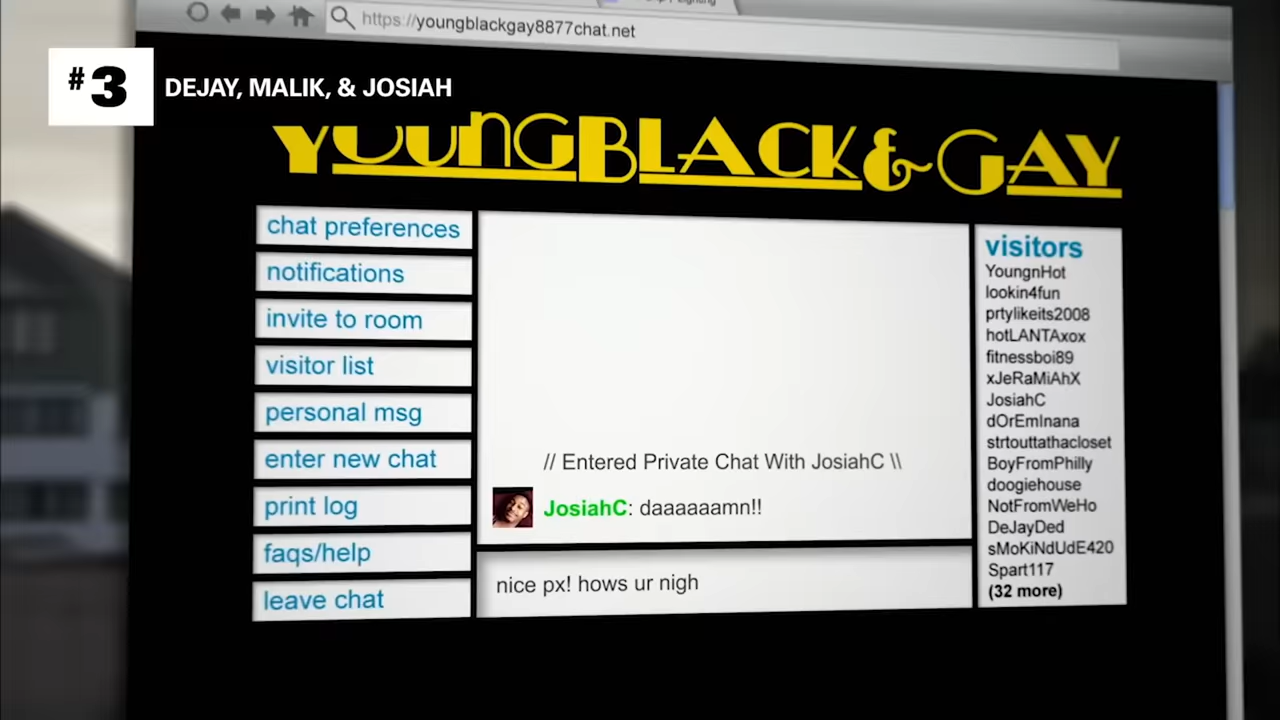 https://youngblackgay8877chat.net
#3
DEJAY, MALIK, & JOSIAH
YOUNG BLACK & GAY
chat preferences
notifications
invite to room
visitor list
personal msg
enter new chat
print log
faqs/help
leave chat
// Entered Private Chat With JosiahC \\
JosiahC: daaaaaamn!!
nice px! hows ur nigh
visitors
YoungnHot
lookin4fun
prtylikeits2008
hotLANTAxox
fitnessboi89
xJeRaMiAhX
JosiahC
dOrEmInana
strtouttathacloset
BoyFromPhilly
doogiehouse
NotFromWeHo
DeJayDed
sMoKiNdUdE420
Spart117
(32 more)